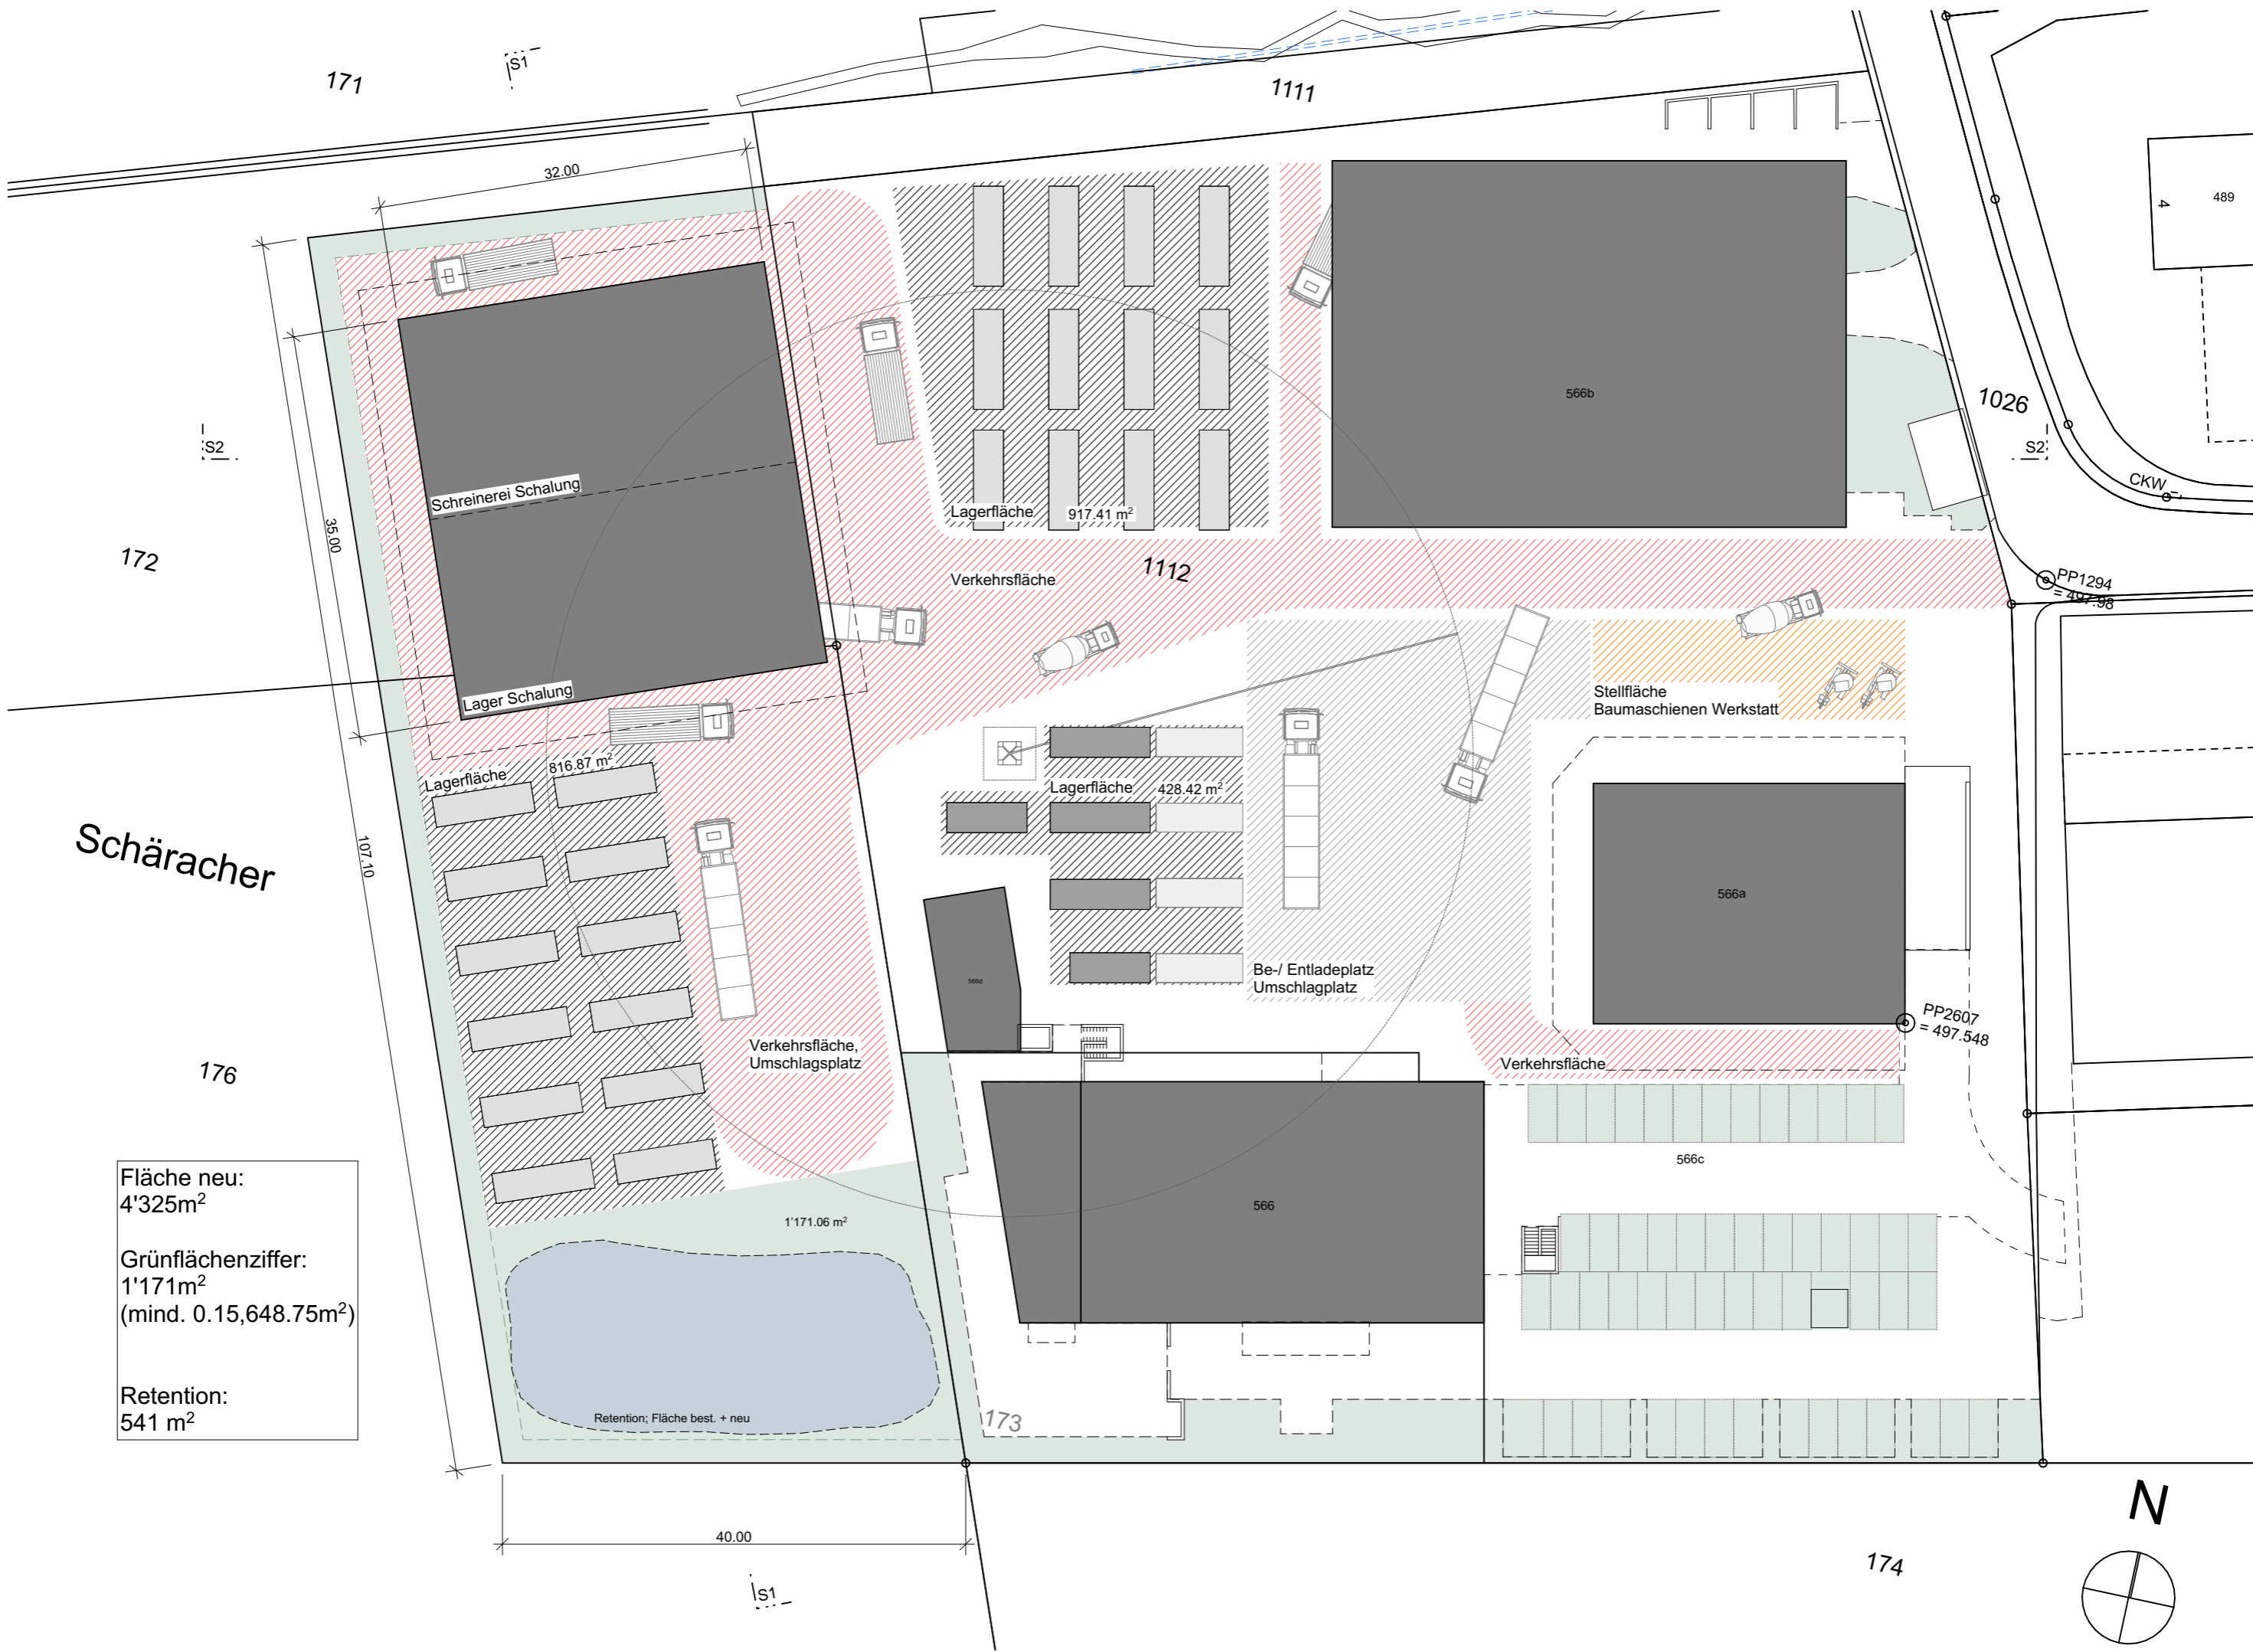 171
S1
1111
32.00
4
489
566b
1026
S2
S2
CKW
Schreinerei Schalung
Lagerfläche
917.41 m²
35.00
172
1112
Verkehrsfläche
PP1294
= 497.98
Lager Schalung
Stellfläche
Baumaschienen Werkstatt
Lagerfläche
816.87 m²
Lagerfläche
428.42 m²
Schäracher
107.10
566a
566d
Be-/ Entladeplatz
Umschlagplatz
PP2607
= 497.548
176
Verkehrsfläche,
Umschlagsplatz
Verkehrsfläche
566c
Fläche neu:
4'325m²
Grünflächenziffer:
1'171m²
(mind. 0.15,648.75m²)
Retention:
541 m²
566
1'171.06 m²
Retention; Fläche best. + neu
173
40.00
N
174
S1